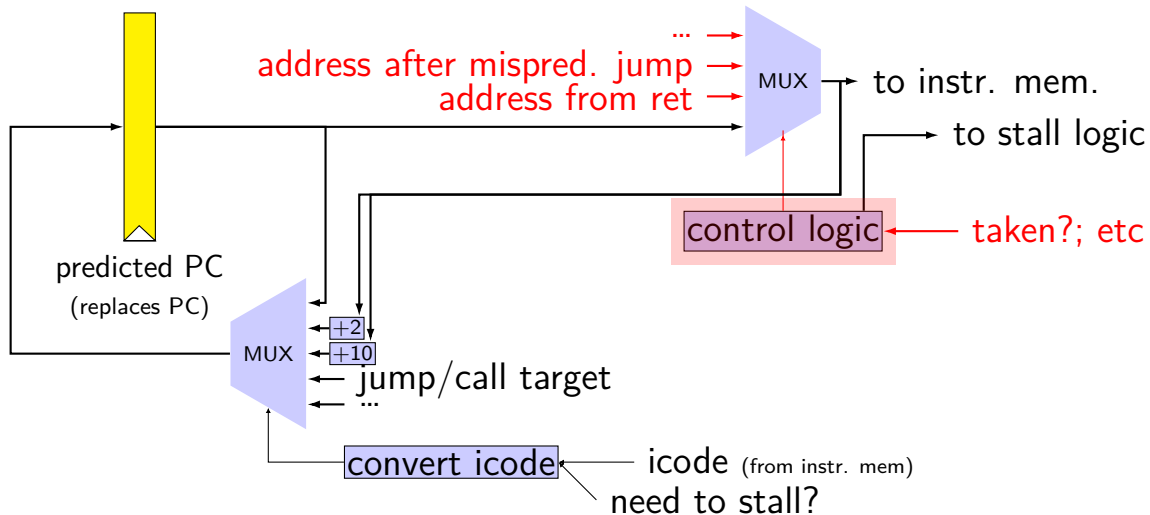 ...
address after mispred. jump
MUX
to instr. mem.
address from ret
to stall logic
control logic
taken?; etc
predicted PC
(replaces PC)
+2
MUX
+10
jump/call target
...
convert icode
icode (from instr. mem)
need to stall?